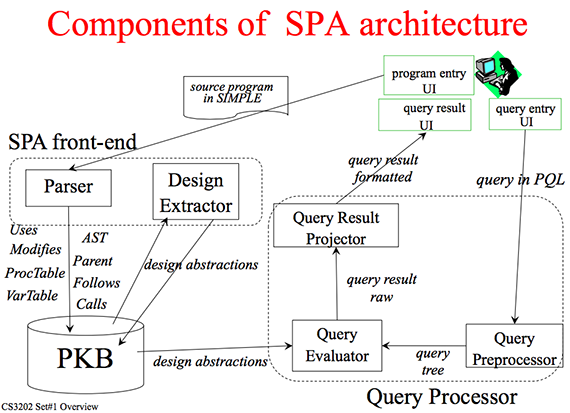 Components of SPA architecture
source program
in SIMPLE
program entry
UI
query result
UI
query entry
UI
SPA front-end
Parser
Design
Extractor
query result
formatted
query in PQL
Uses
Modifies
ProcTable
VarTable
AST
Parent
Follows
Calls
design abstractions
Query Result
Projector
query result
raw
PKB
design abstractions
Query
Evaluator
query
tree
Query
Preprocessor
Query Processor
CS3202 Set#1 Overview